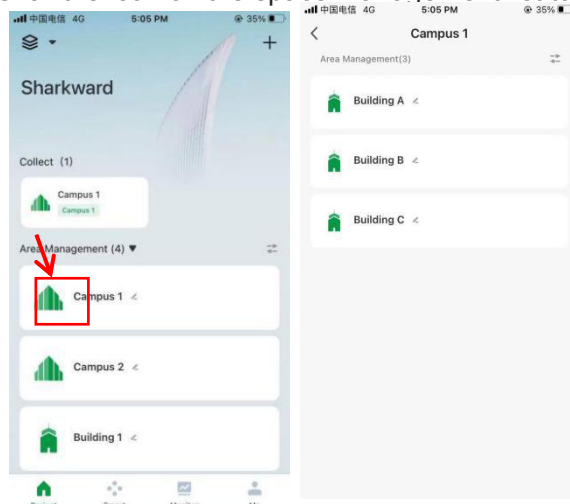 中国电信 4G 5:05 PM 35%
Sharkward
Collect (1)
Campus 1
Campus 1
Area Management (4) ▼
Campus 1
Campus 2
Building 1
中国电信 4G 5:05 PM 35%
Campus 1
Area Management(3)
Building A
Building B
Building C